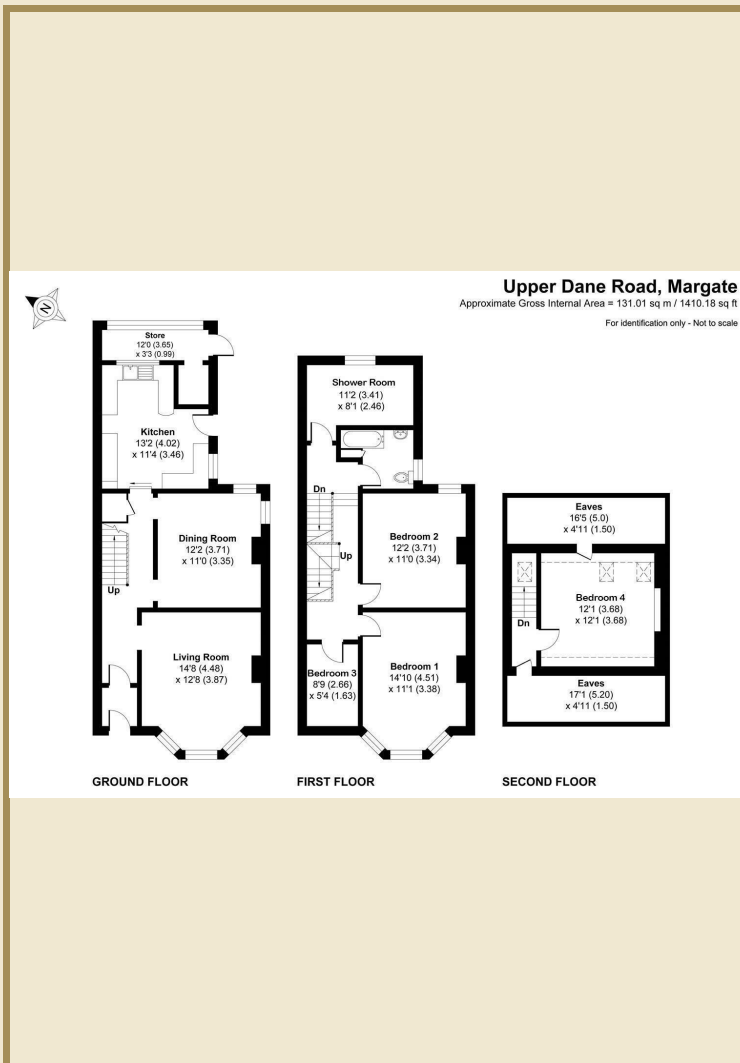 Upper Dane Road, Margate
Approximate Gross Internal Area = 131.01 sq m / 1410.18 sq ft
For identification only - Not to scale
N
Store
12'0 (3.65)
x 3'3 (0.99)
Kitchen
13'2 (4.02)
x 11'4 (3.46)
Dining Room
12'2 (3.71)
x 11'0 (3.35)
Up
Living Room
14'8 (4.48)
x 12'8 (3.87)
GROUND FLOOR
Shower Room
11'2 (3.41)
x 8'1 (2.46)
Dn
Up
Bedroom 2
12'2 (3.71)
x 11'0 (3.34)
Bedroom 3
8'9 (2.66)
x 5'4 (1.63)
Bedroom 1
14'10 (4.51)
x 11'1 (3.38)
FIRST FLOOR
Eaves
16'5 (5.0)
x 4'11 (1.50)
Bedroom 4
12'1 (3.68)
x 12'1 (3.68)
Dn
Eaves
17'1 (5.20)
x 4'11 (1.50)
SECOND FLOOR